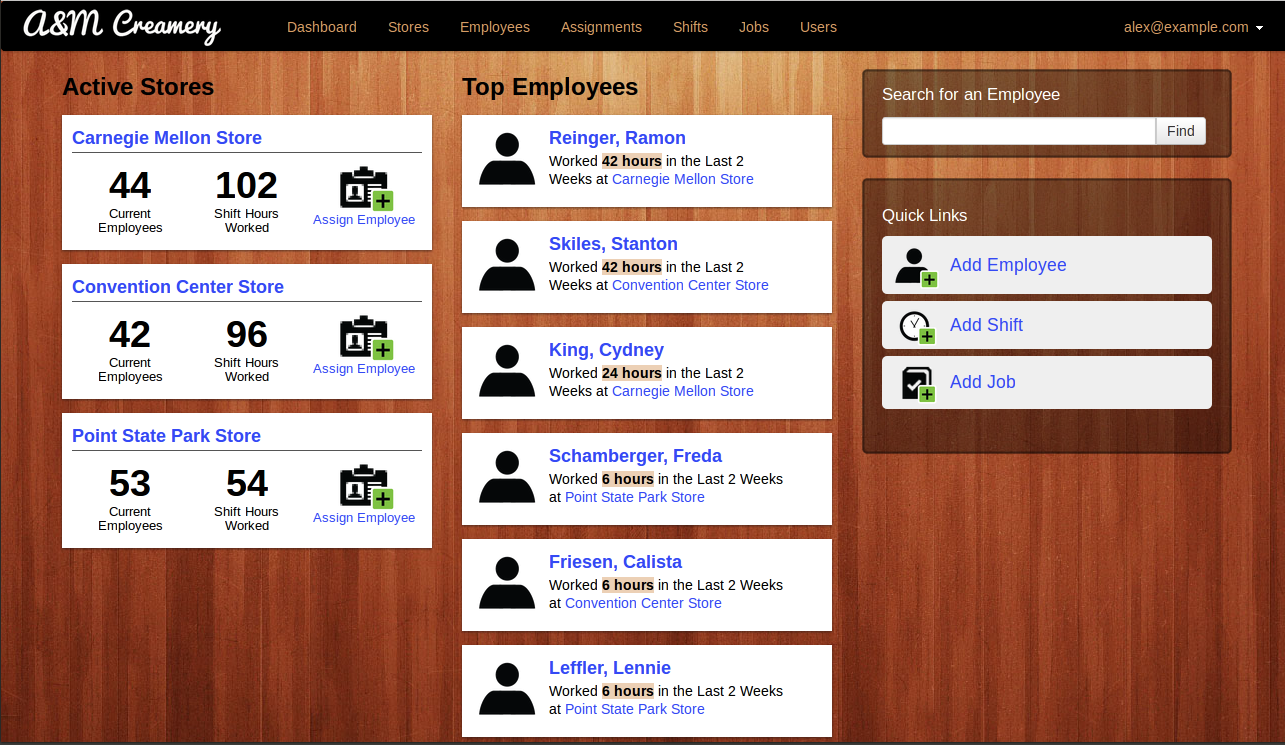 A&M Creamery
Dashboard Stores Employees Assignments Shifts Jobs Users alex@example.com
Active Stores
Carnegie Mellon Store
44 102
Current Shift Hours
Employees Worked
Assign Employee
Convention Center Store
42 96
Current Shift Hours
Employees Worked
Assign Employee
Point State Park Store
53 54
Current Shift Hours
Employees Worked
Assign Employee
Top Employees
Reinger, Ramon
Worked 42 hours in the Last 2
Weeks at Carnegie Mellon Store
Skiles, Stanton
Worked 42 hours in the Last 2
Weeks at Convention Center Store
King, Cydney
Worked 24 hours in the Last 2
Weeks at Carnegie Mellon Store
Schamberger, Freda
Worked 6 hours in the Last 2 Weeks
at Point State Park Store
Friesen, Calista
Worked 6 hours in the Last 2 Weeks
at Convention Center Store
Leffler, Lennie
Worked 6 hours in the Last 2 Weeks
at Point State Park Store
Search for an Employee
Find
Quick Links
Add Employee
Add Shift
Add Job